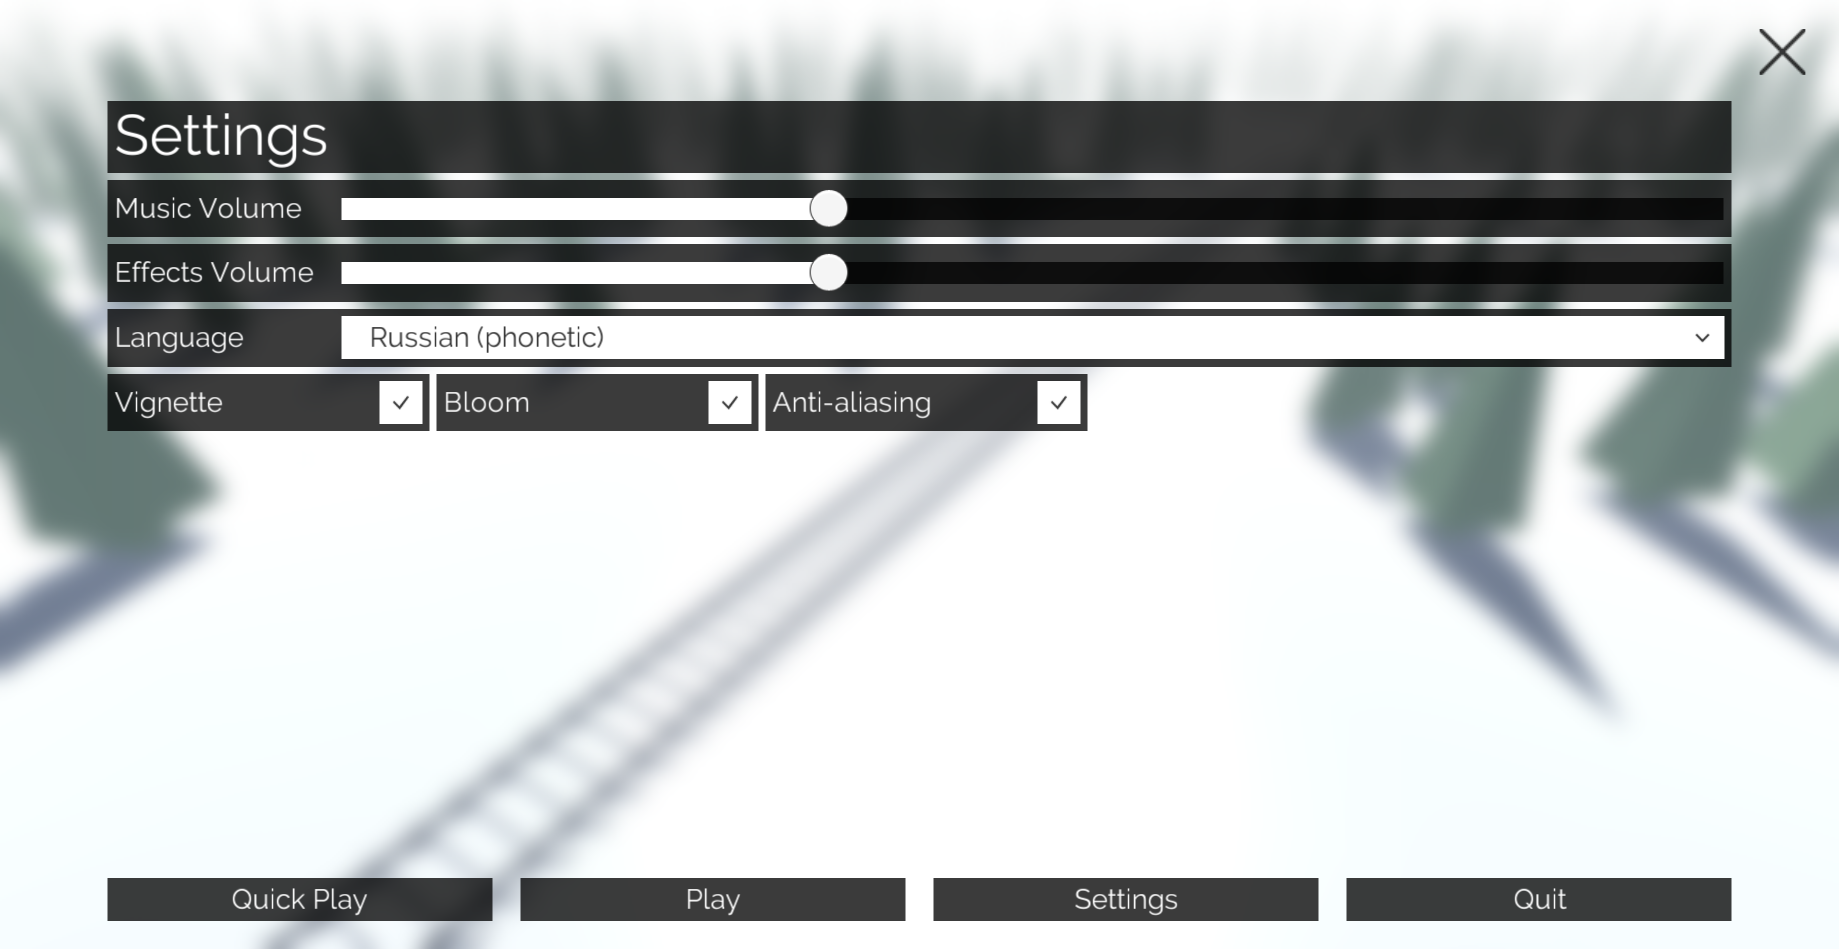 Settings
Music Volume
Effects Volume
Language Russian (phonetic)
Vignette Bloom Anti-aliasing
Quick Play Play Settings Quit